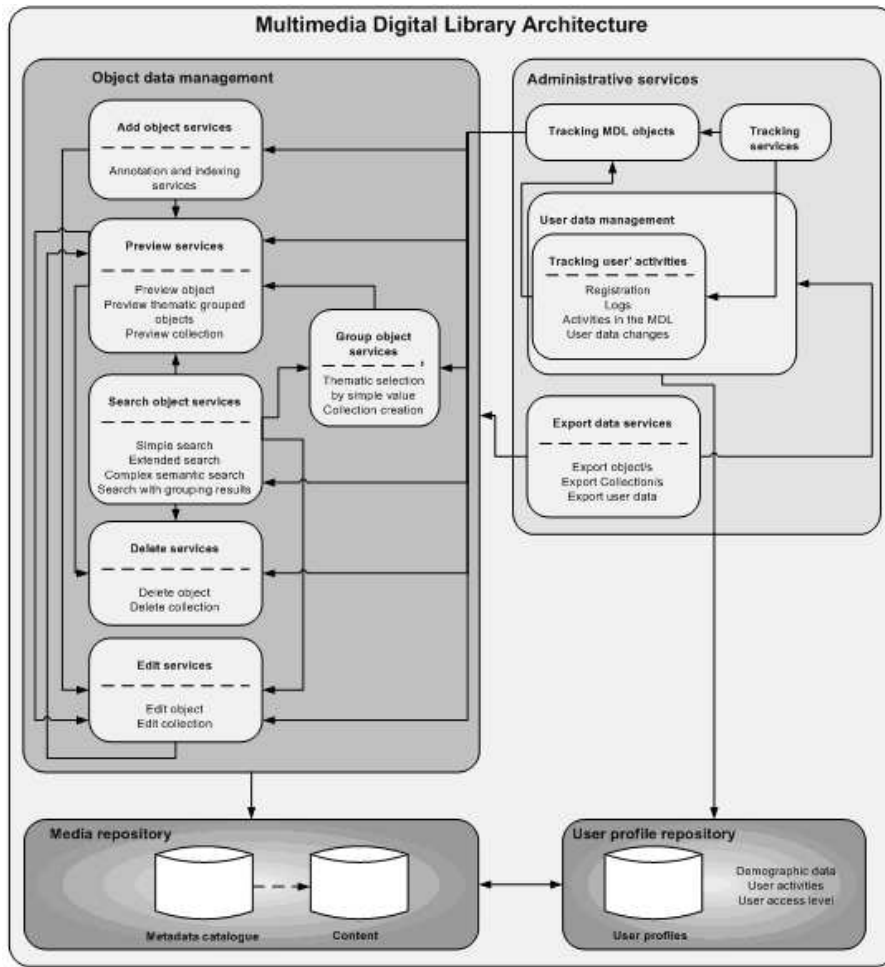 Multimedia Digital Library Architecture
Object data management
Add object services
Annotation and indexing
services
Preview services
Preview object
Preview thematic grouped
objects
Preview collection
Group object
services
Thematic selection
by simple value
Collection creation
Search object services
Simple search
Extended search
Complex semantic search
Search with grouping results
Delete services
Delete object
Delete collection
Edit services
Edit object
Edit collection
Administrative services
Tracking MDL objects
Tracking
services
User data management
Tracking user' activities
Registration
Logs
Activities in the MDL
User data changes
Export data services
Export object/s
Export Collection/s
Export user data
Media repository
Metadata catalogue
Content
User profile repository
Demographic data
User activities
User access level
User profiles